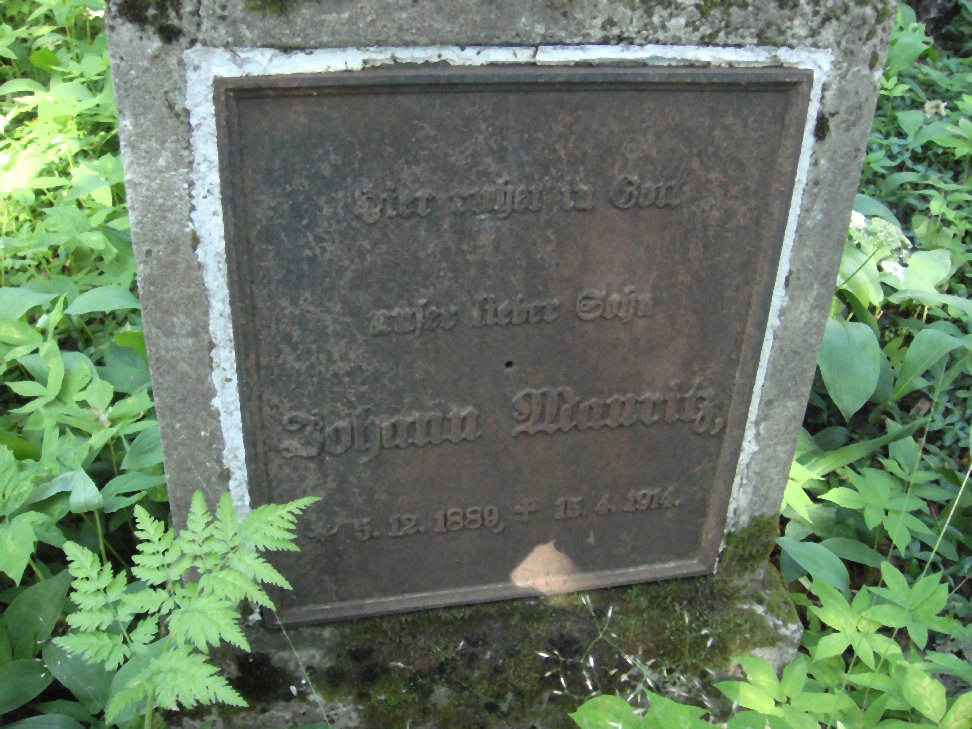 Hier ruhet in Gott
unser lieber Sohn
Johann Mauritz,
* 5. 12. 1889, + 15. 4. 1914.